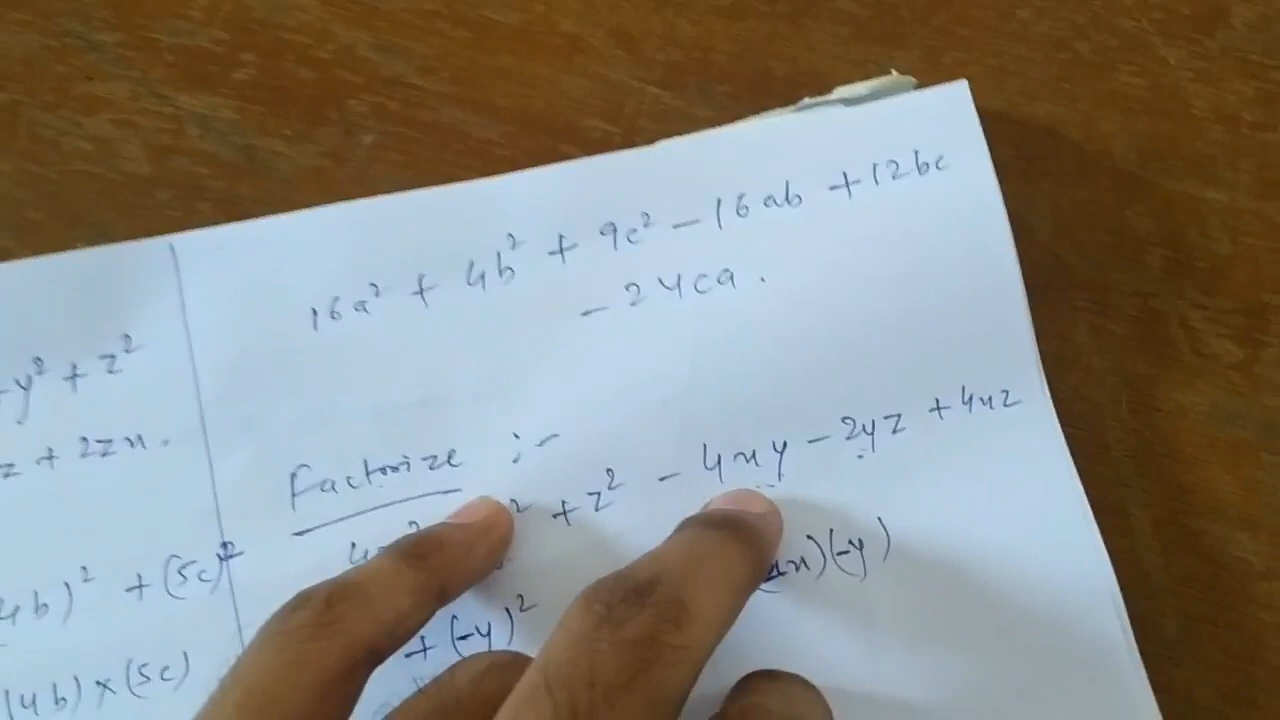 y² + z²
z + 2zx.
4b)² + (5c)²
(4b) × (5c)
16a² + 4b² + 9c² - 16ab + 12bc
- 24ca.
Factorize :-
² + z² - 4xy - 2yz + 4xz
+ (-y)² x)(-y)